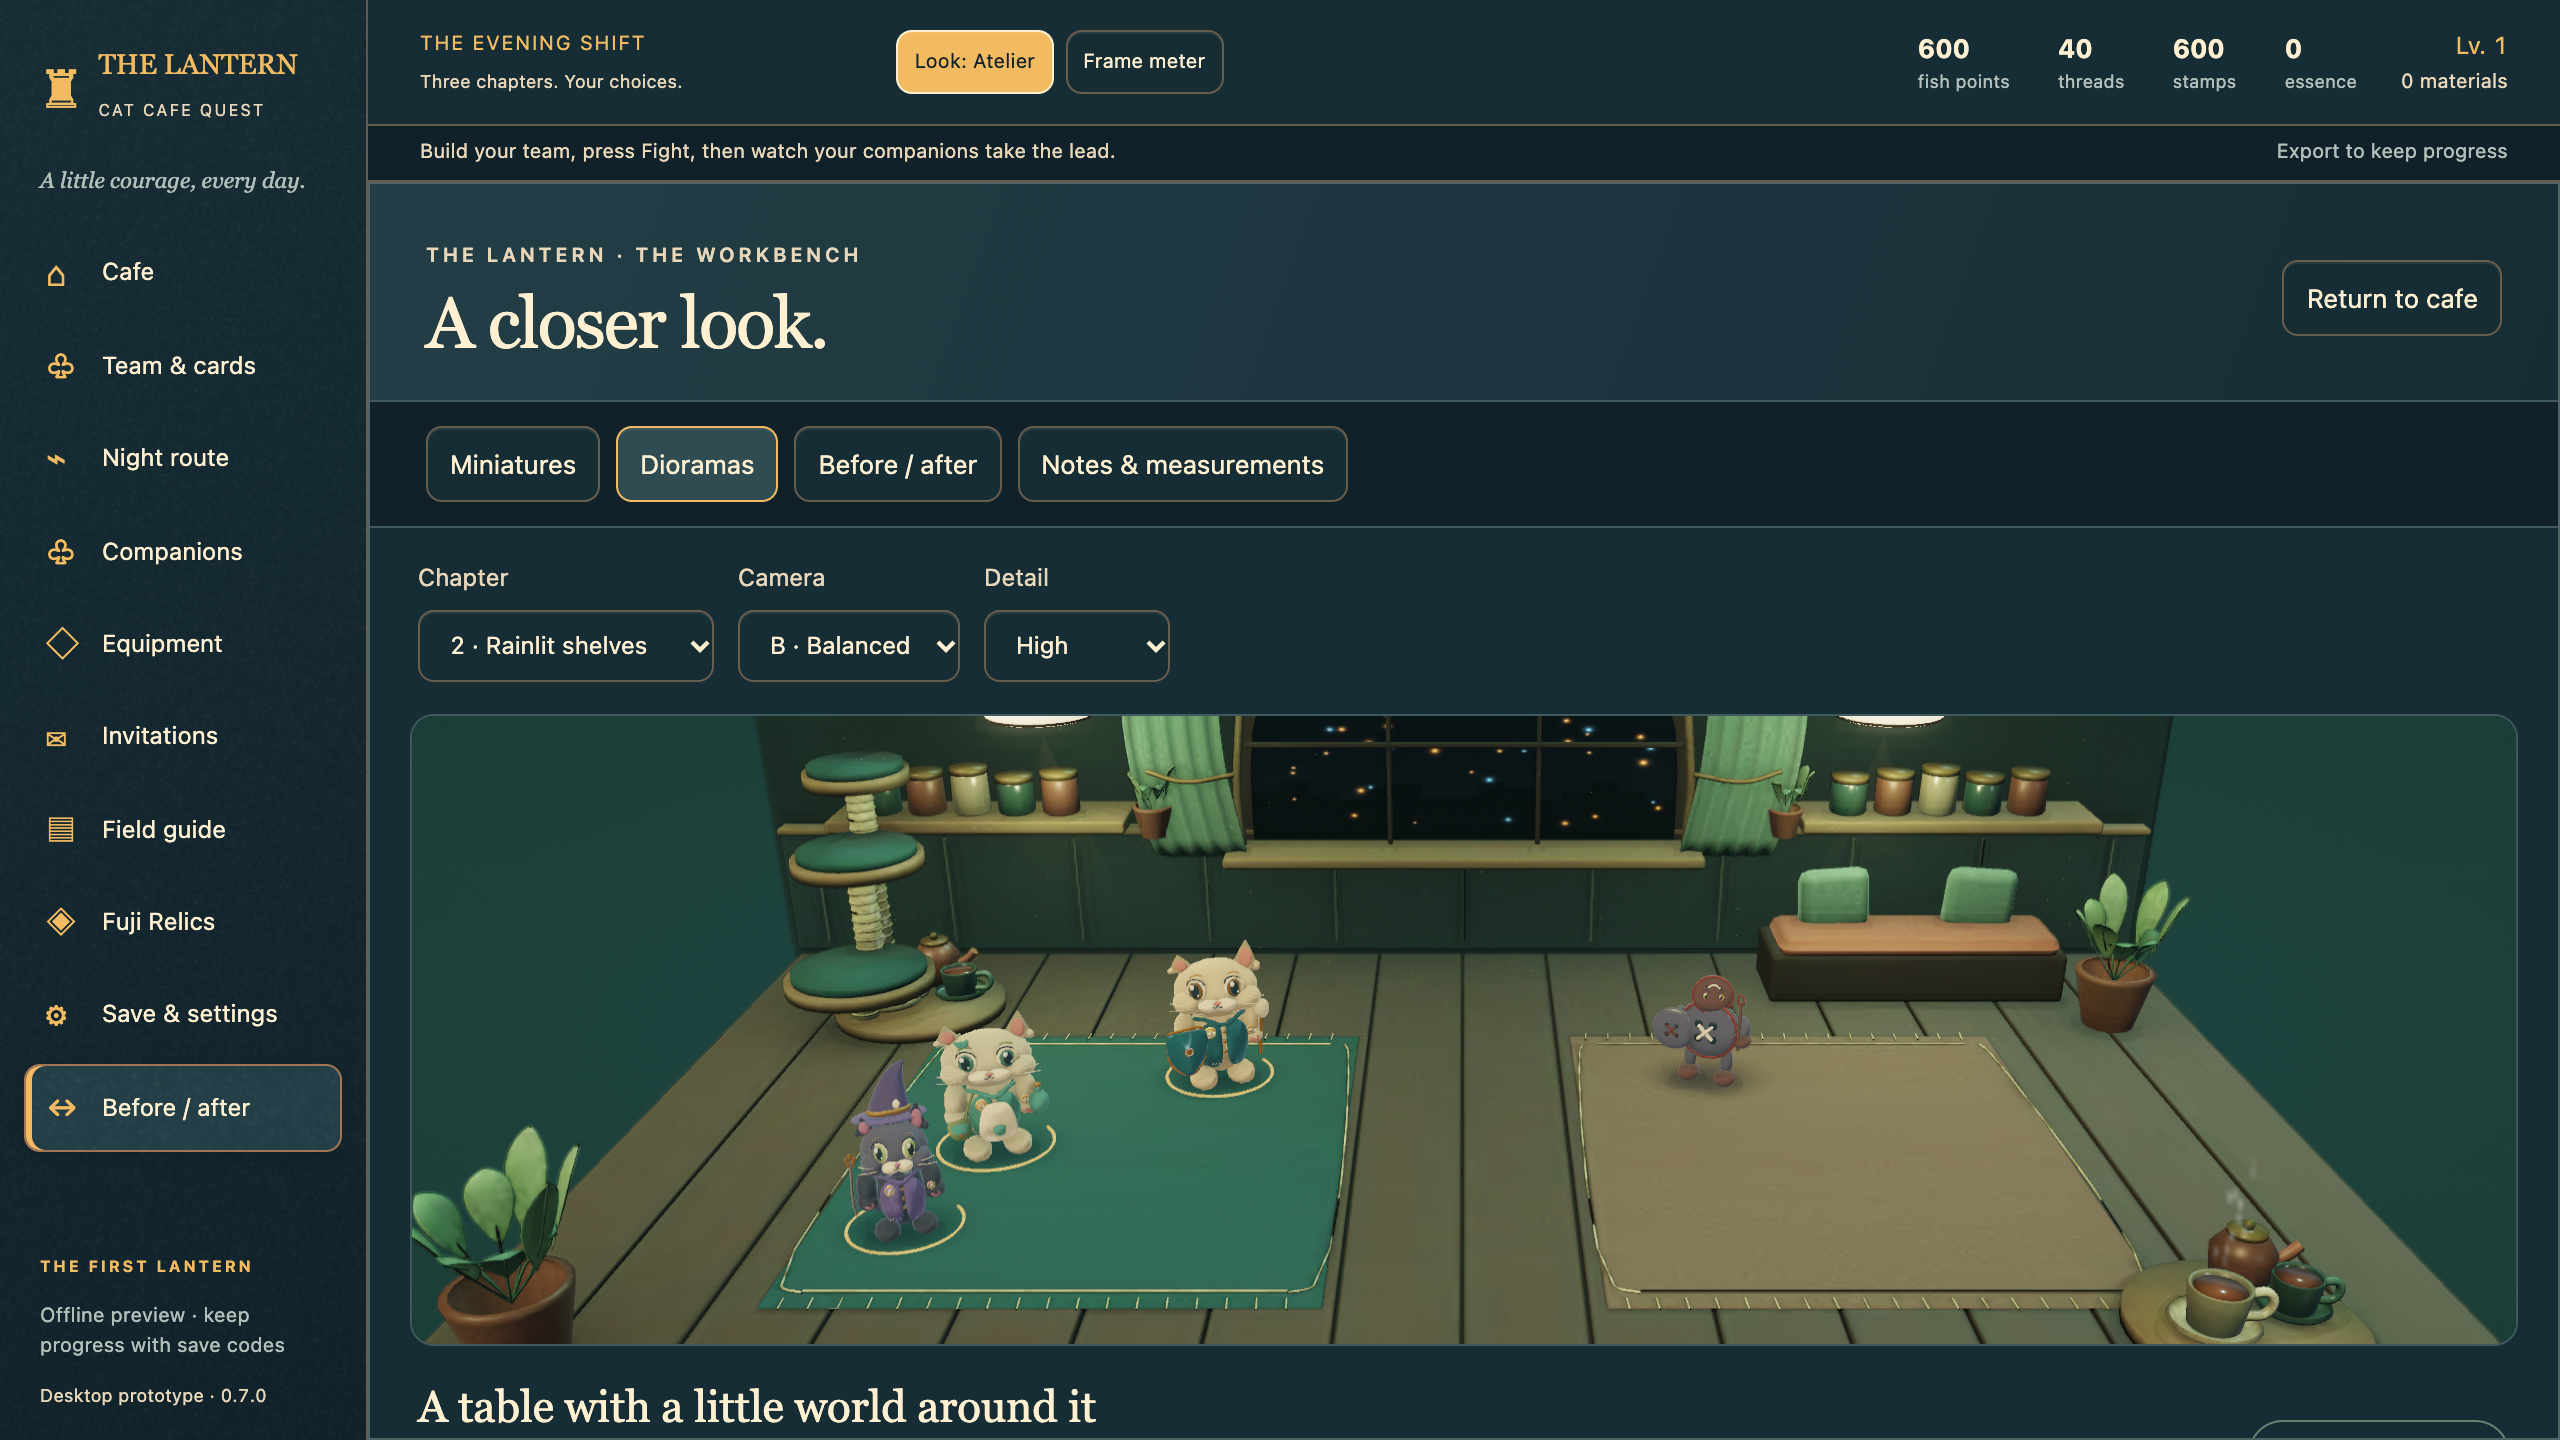 THE LANTERN
CAT CAFE QUEST
A little courage, every day.
Cafe
Team & cards
Night route
Companions
Equipment
Invitations
Field guide
Fuji Relics
Save & settings
Before / after
THE FIRST LANTERN
Offline preview · keep
progress with save codes
Desktop prototype · 0.7.0
THE EVENING SHIFT
Three chapters. Your choices.
Look: Atelier
Frame meter
600
fish points
40
threads
600
stamps
0
essence
Lv. 1
0 materials
Build your team, press Fight, then watch your companions take the lead.
Export to keep progress
THE LANTERN · THE WORKBENCH
A closer look.
Return to cafe
Miniatures
Dioramas
Before / after
Notes & measurements
Chapter
Camera
Detail
2 · Rainlit shelves
B · Balanced
High
A table with a little world around it